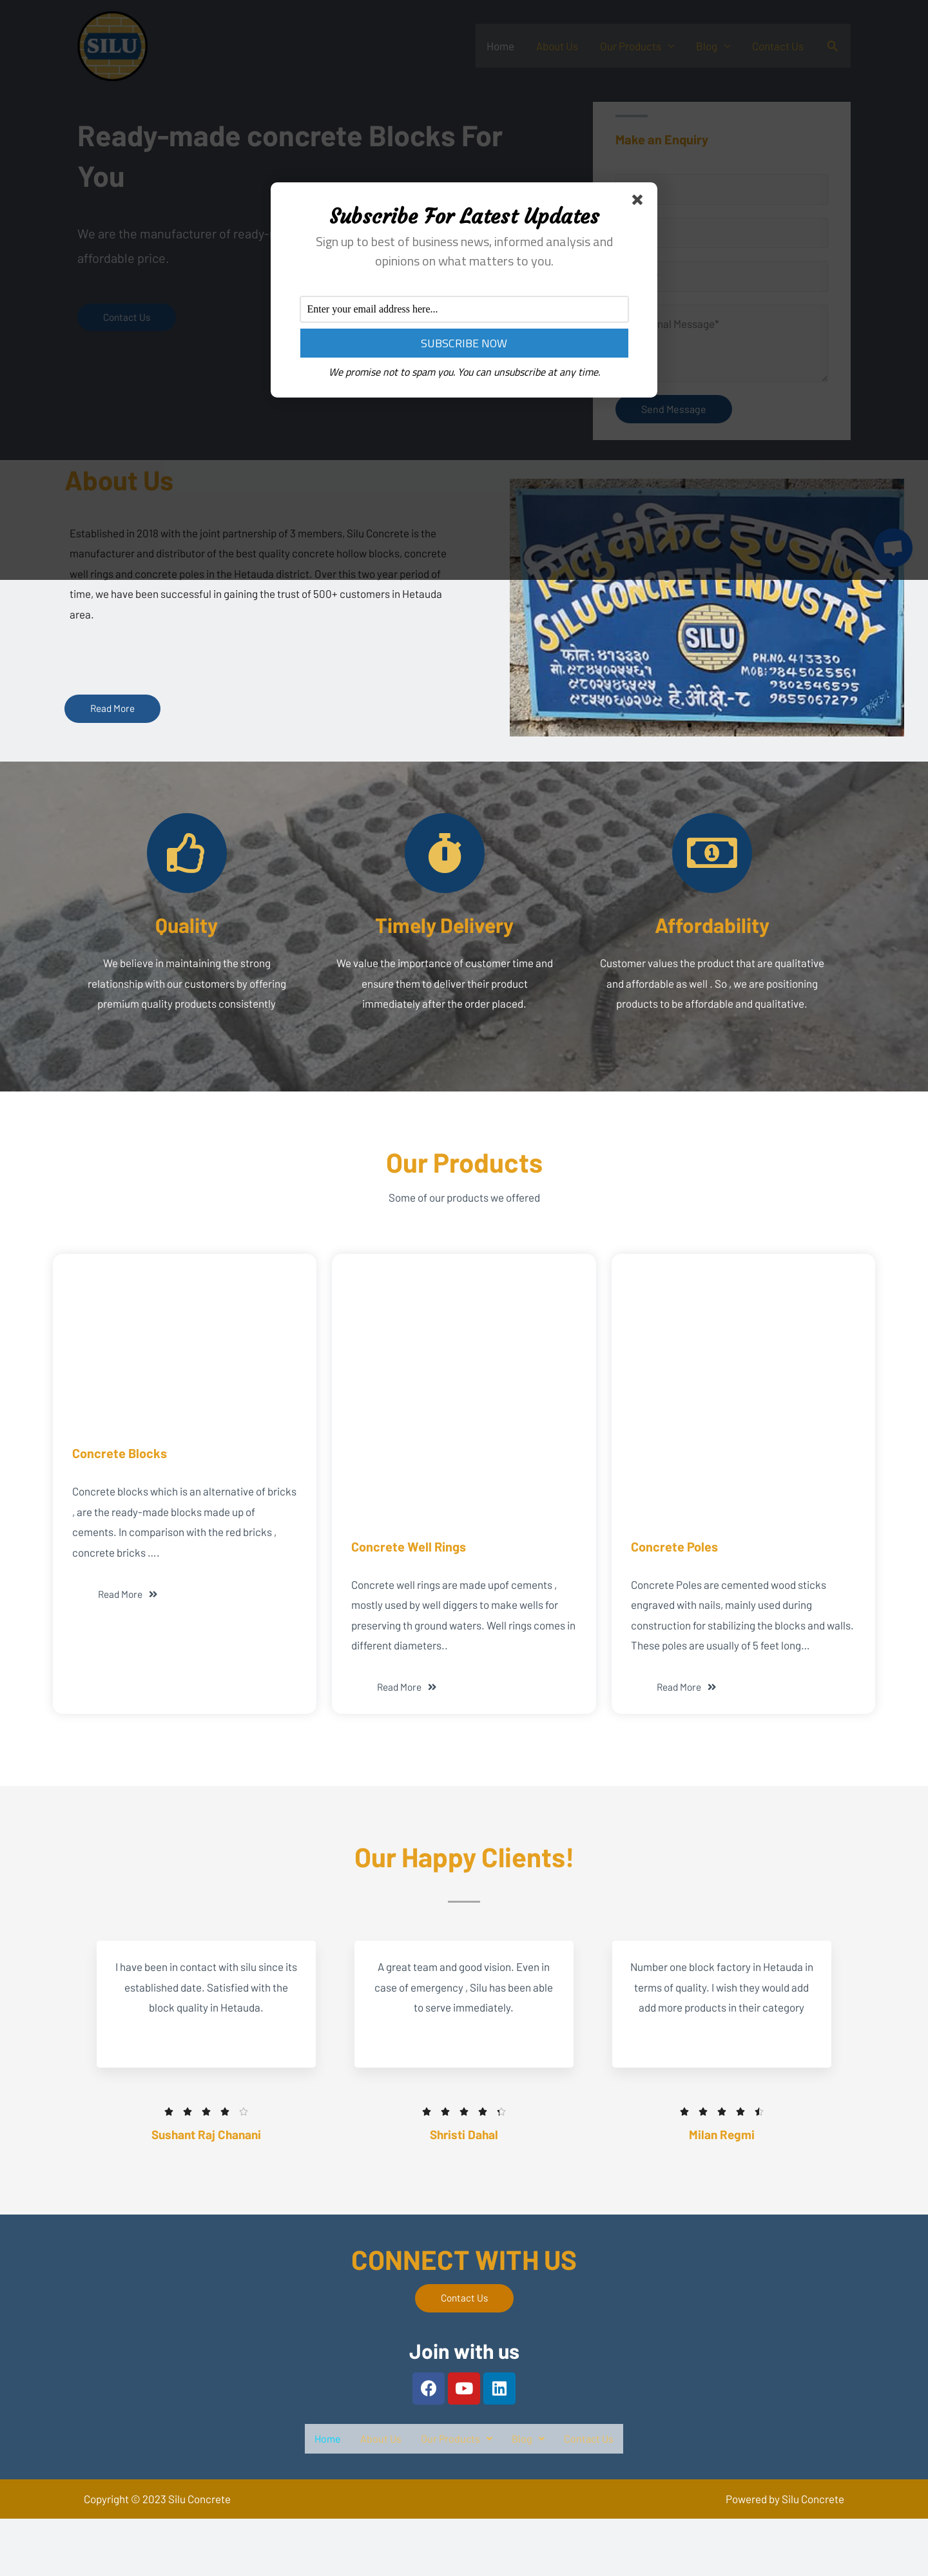 SILU
Home
About Us
Our Products
Blog
Contact Us
Ready-made concrete Blocks For
You
We are the manufacturer of ready-
affordable price.
Contact Us
Make an Enquiry
Message*
Send Message
Subscribe For Latest Updates
Sign up to best of business news, informed analysis and
opinions on what matters to you.
Enter your email address here...
SUBSCRIBE NOW
We promise not to spam you. You can unsubscribe at any time.
About Us
Established in 2018 with the joint partnership of 3 members, Silu Concrete is the
manufacturer and distributor of the best quality concrete hollow blocks, concrete
well rings and concrete poles in the Hetauda district. Over this two year period of
time, we have been successful in gaining the trust of 500+ customers in Hetauda
area.
Read More
सिलु कंक्रिट इण्डष्ट्रि
SILUCONCRETE INDUSTRY
SILU
फोन: ४१३३३०
PH.NO. 413330
9845025561
9802546595
9855067279
हे.औ.क्षे.-८
Quality
We believe in maintaining the strong
relationship with our customers by offering
premium quality products consistently
Timely Delivery
We value the importance of customer time and
ensure them to deliver their product
immediately after the order placed.
Affordability
Customer values the product that are qualitative
and affordable as well . So , we are positioning
products to be affordable and qualitative.
Our Products
Some of our products we offered
Concrete Blocks
Concrete blocks which is an alternative of bricks
, are the ready-made blocks made up of
cements. In comparison with the red bricks ,
concrete bricks ….
Read More
Concrete Well Rings
Concrete well rings are made upof cements ,
mostly used by well diggers to make wells for
preserving th ground waters. Well rings comes in
different diameters..
Read More
Concrete Poles
Concrete Poles are cemented wood sticks
engraved with nails, mainly used during
construction for stabilizing the blocks and walls.
These poles are usually of 5 feet long…
Read More
Our Happy Clients!
I have been in contact with silu since its
established date. Satisfied with the
block quality in Hetauda.
Sushant Raj Chanani
A great team and good vision. Even in
case of emergency , Silu has been able
to serve immediately.
Shristi Dahal
Number one block factory in Hetauda in
terms of quality. I wish they would add
add more products in their category
Milan Regmi
CONNECT WITH US
Contact Us
Join with us
Home
Copyright © 2023 Silu Concrete
Powered by Silu Concrete